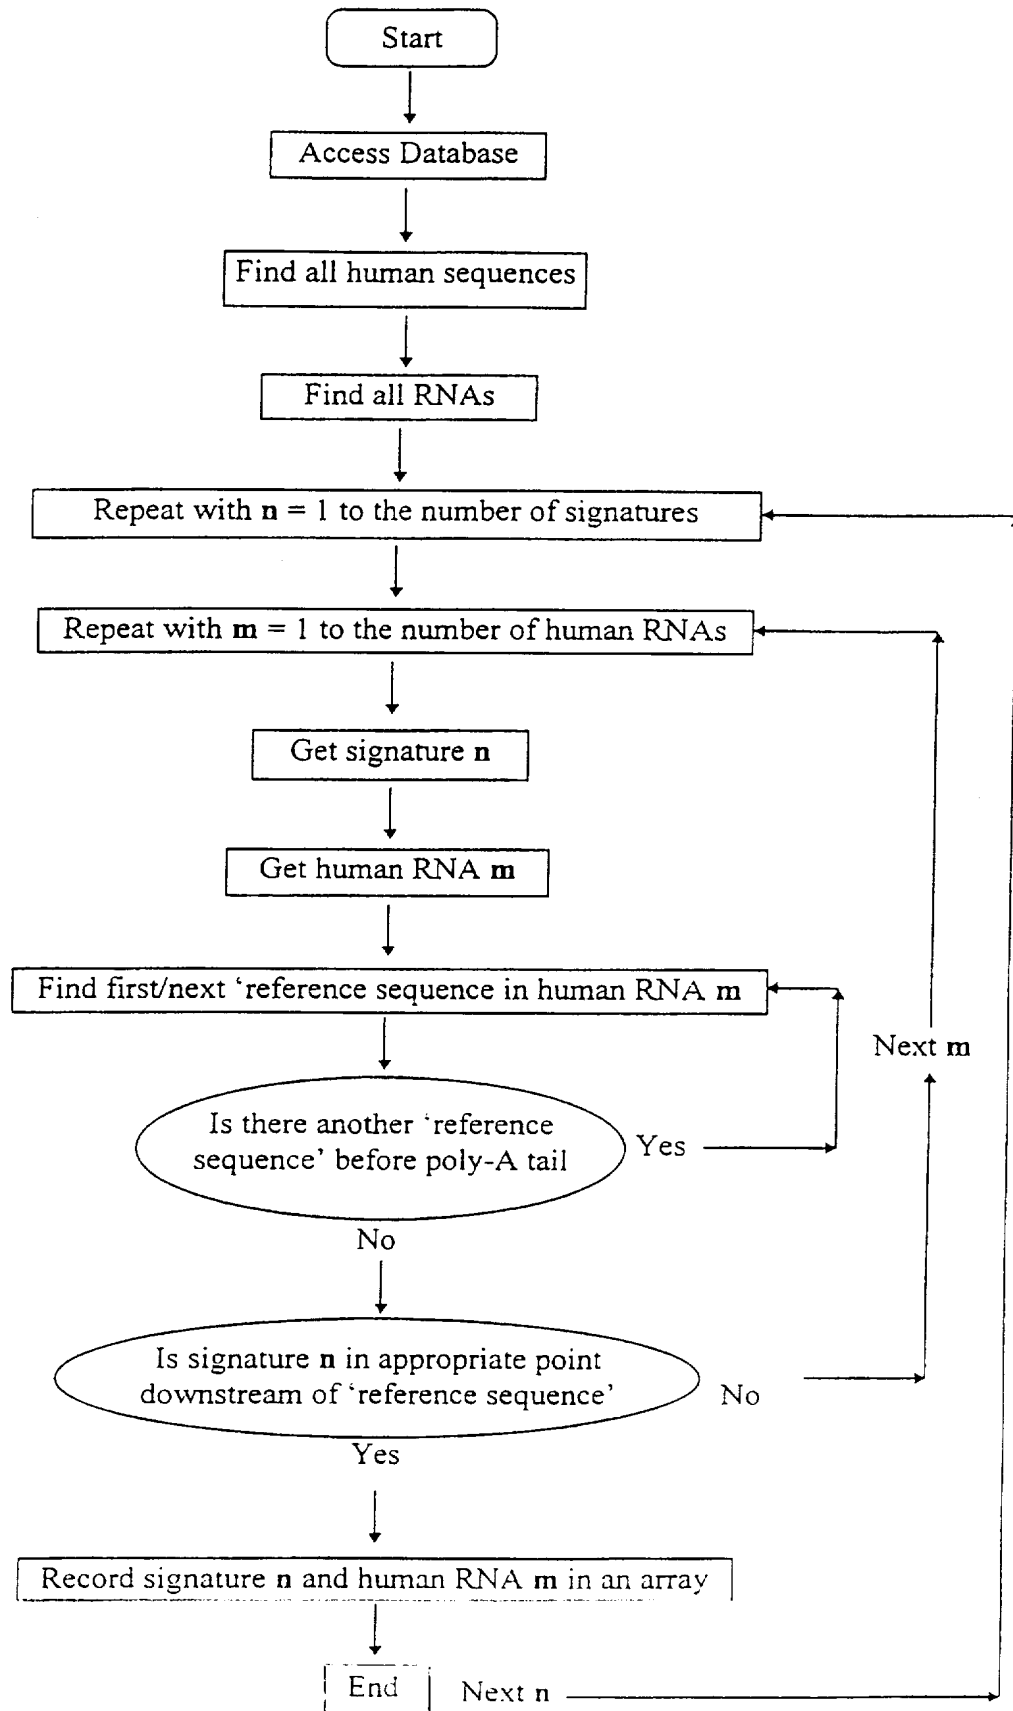 Start
Access Database
Find all human sequences
Find all RNAs
Repeat with n = 1 to the number of signatures
Repeat with m = 1 to the number of human RNAs
Get signature n
Get human RNA m
Find first/next ‘reference sequence in human RNA m
Next m
Is there another ‘reference
sequence’ before poly-A tail
Yes
No
Is signature n in appropriate point
downstream of ‘reference sequence’
No
Yes
Record signature n and human RNA m in an array
End
Next n